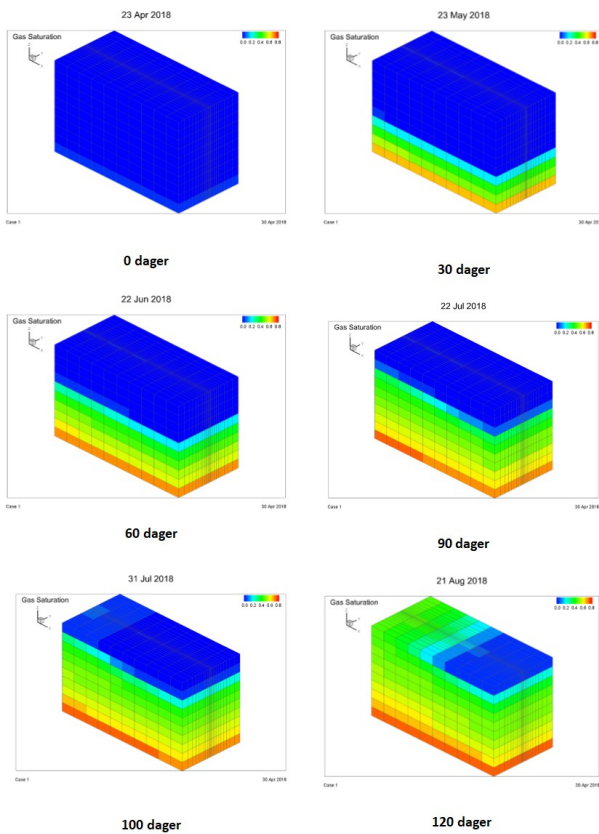 23 Apr 2018
Gas Saturation
0.0 0.2 0.4 0.6 0.8
Case 1
30 Apr 2018
0 dager
23 May 2018
Gas Saturation
0.0 0.2 0.4 0.6 0.8
Case 1
30 Apr 201
30 dager
22 Jun 2018
Gas Saturation
0.0 0.2 0.4 0.6 0.8
Case 1
30 Apr 2018
60 dager
22 Jul 2018
Gas Saturation
0.0 0.2 0.4 0.6 0.8
Case 1
30 Apr 2018
90 dager
31 Jul 2018
Gas Saturation
0.0 0.2 0.4 0.6 0.8
Case 1
30 Apr 2018
100 dager
21 Aug 2018
Gas Saturation
0.0 0.2 0.4 0.6 0.8
Case 1
30 Apr 2018
120 dager